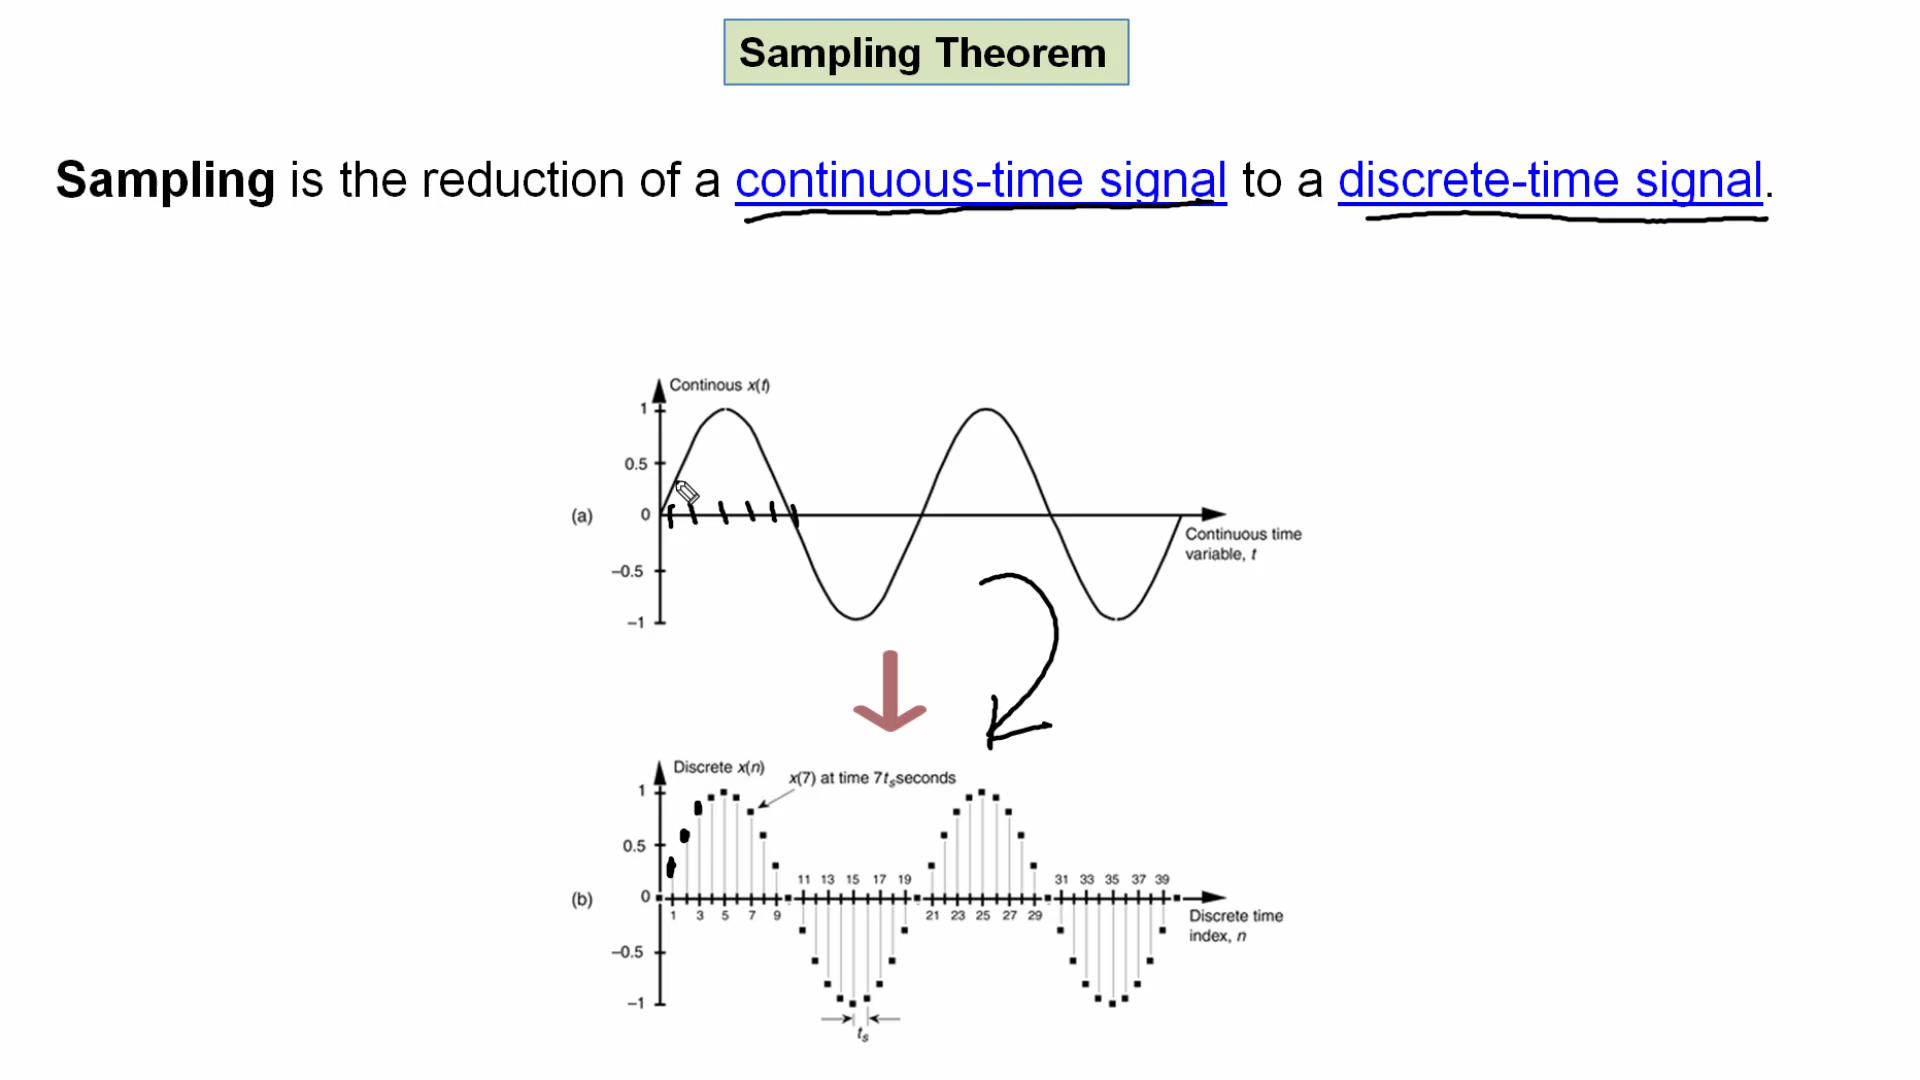 Sampling Theorem
Sampling is the reduction of a continuous-time signal to a discrete-time signal.
Continous x(t)
1
0.5
(a) 0
Continuous time
variable, t
–0.5
–1
Discrete x(n)
x(7) at time 7ts seconds
1
0.5
11 13 15 17 19 31 33 35 37 39
(b) 0
1 3 5 7 9 21 23 25 27 29
Discrete time
index, n
–0.5
–1
ts